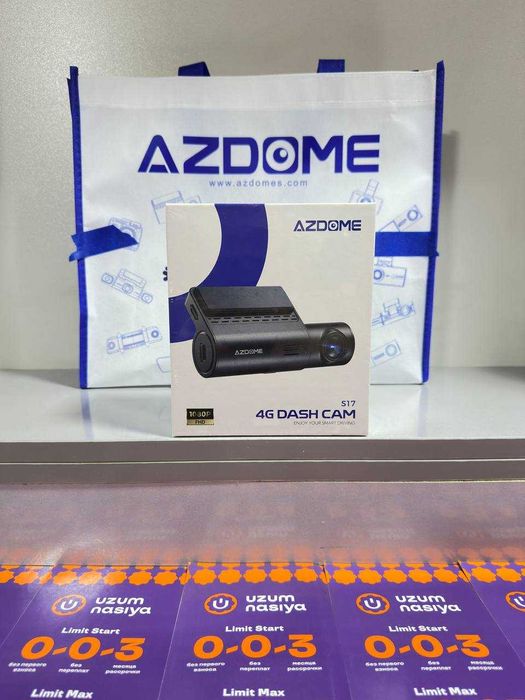 AZDOME
www.azdomes.com
AZDOME
AZDOME
S17
4G DASH CAM
ENJOY YOUR SMART DRIVING
1080P
FHD
uzum nasiya
Limit Start
0-0-3
без первого взноса
без переплат
месяца рассрочки
Limit Max
uzum nasiya
Limit Start
0-0-3
без первого взноса
без переплат
месяца рассрочки
Limit Max
uzum nasiya
Limit Start
0-0-3
без первого взноса
без переплат
месяца рассрочки
Limit Max